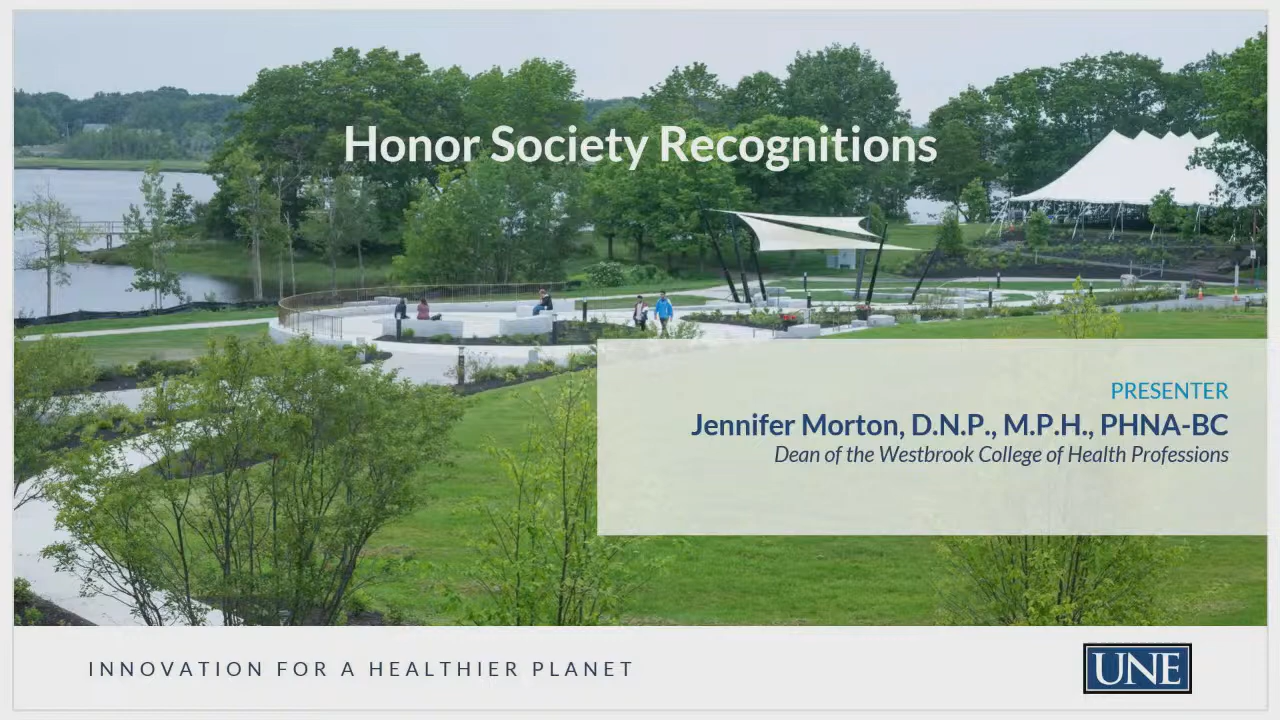 Honor Society Recognitions
PRESENTER
Jennifer Morton, D.N.P., M.P.H., PHNA-BC
Dean of the Westbrook College of Health Professions
INNOVATION FOR A HEALTHIER PLANET
UNE